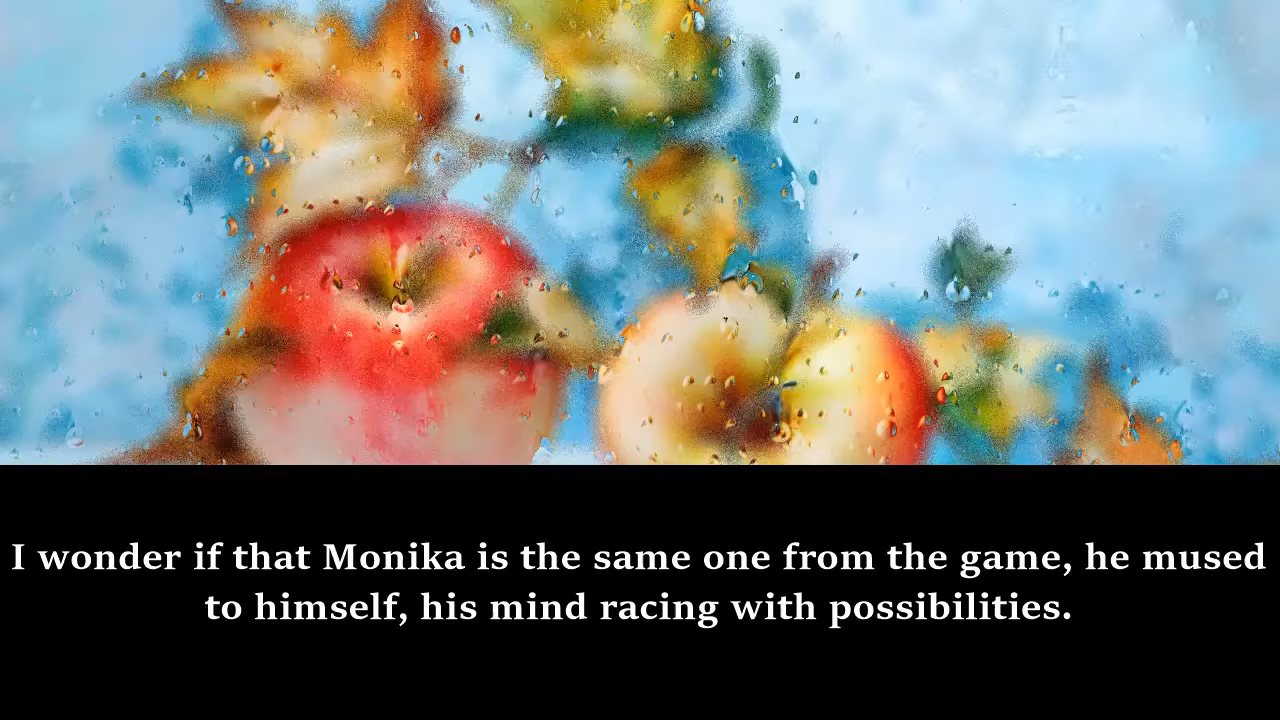 I wonder if that Monika is the same one from the game, he mused
to himself, his mind racing with possibilities.